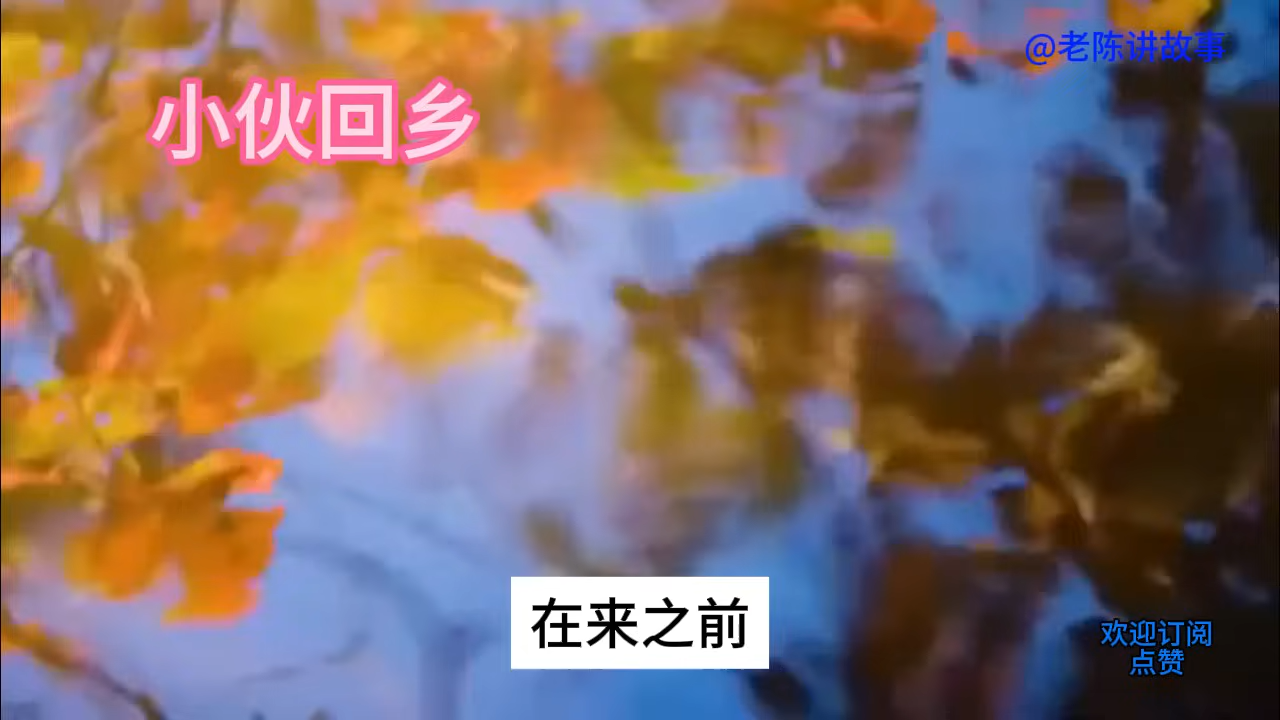 @老陈讲故事
小伙回乡
在来之前
欢迎订阅
点赞